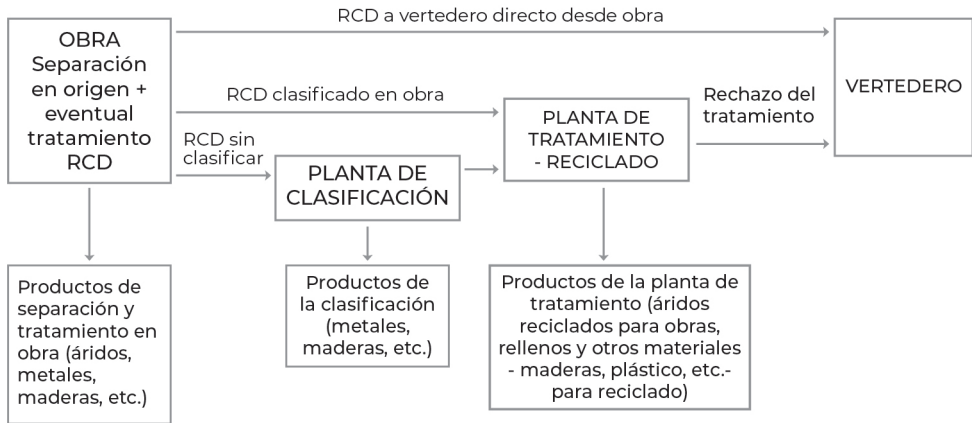 RCD a vertedero directo desde obra
OBRA
Separación
en origen +
eventual
tratamiento
RCD
VERTEDERO
RCD clasificado en obra
Rechazo del
tratamiento
PLANTA DE
TRATAMIENTO
- RECICLADO
RCD sin
clasificar
PLANTA DE
CLASIFICACIÓN
Productos de
separación y
tratamiento en
obra (áridos,
metales,
maderas, etc.)
Productos de
la clasificación
(metales,
maderas, etc.)
Productos de la planta de
tratamiento (áridos
reciclados para obras,
rellenos y otros materiales
- maderas, plástico, etc.-
para reciclado)